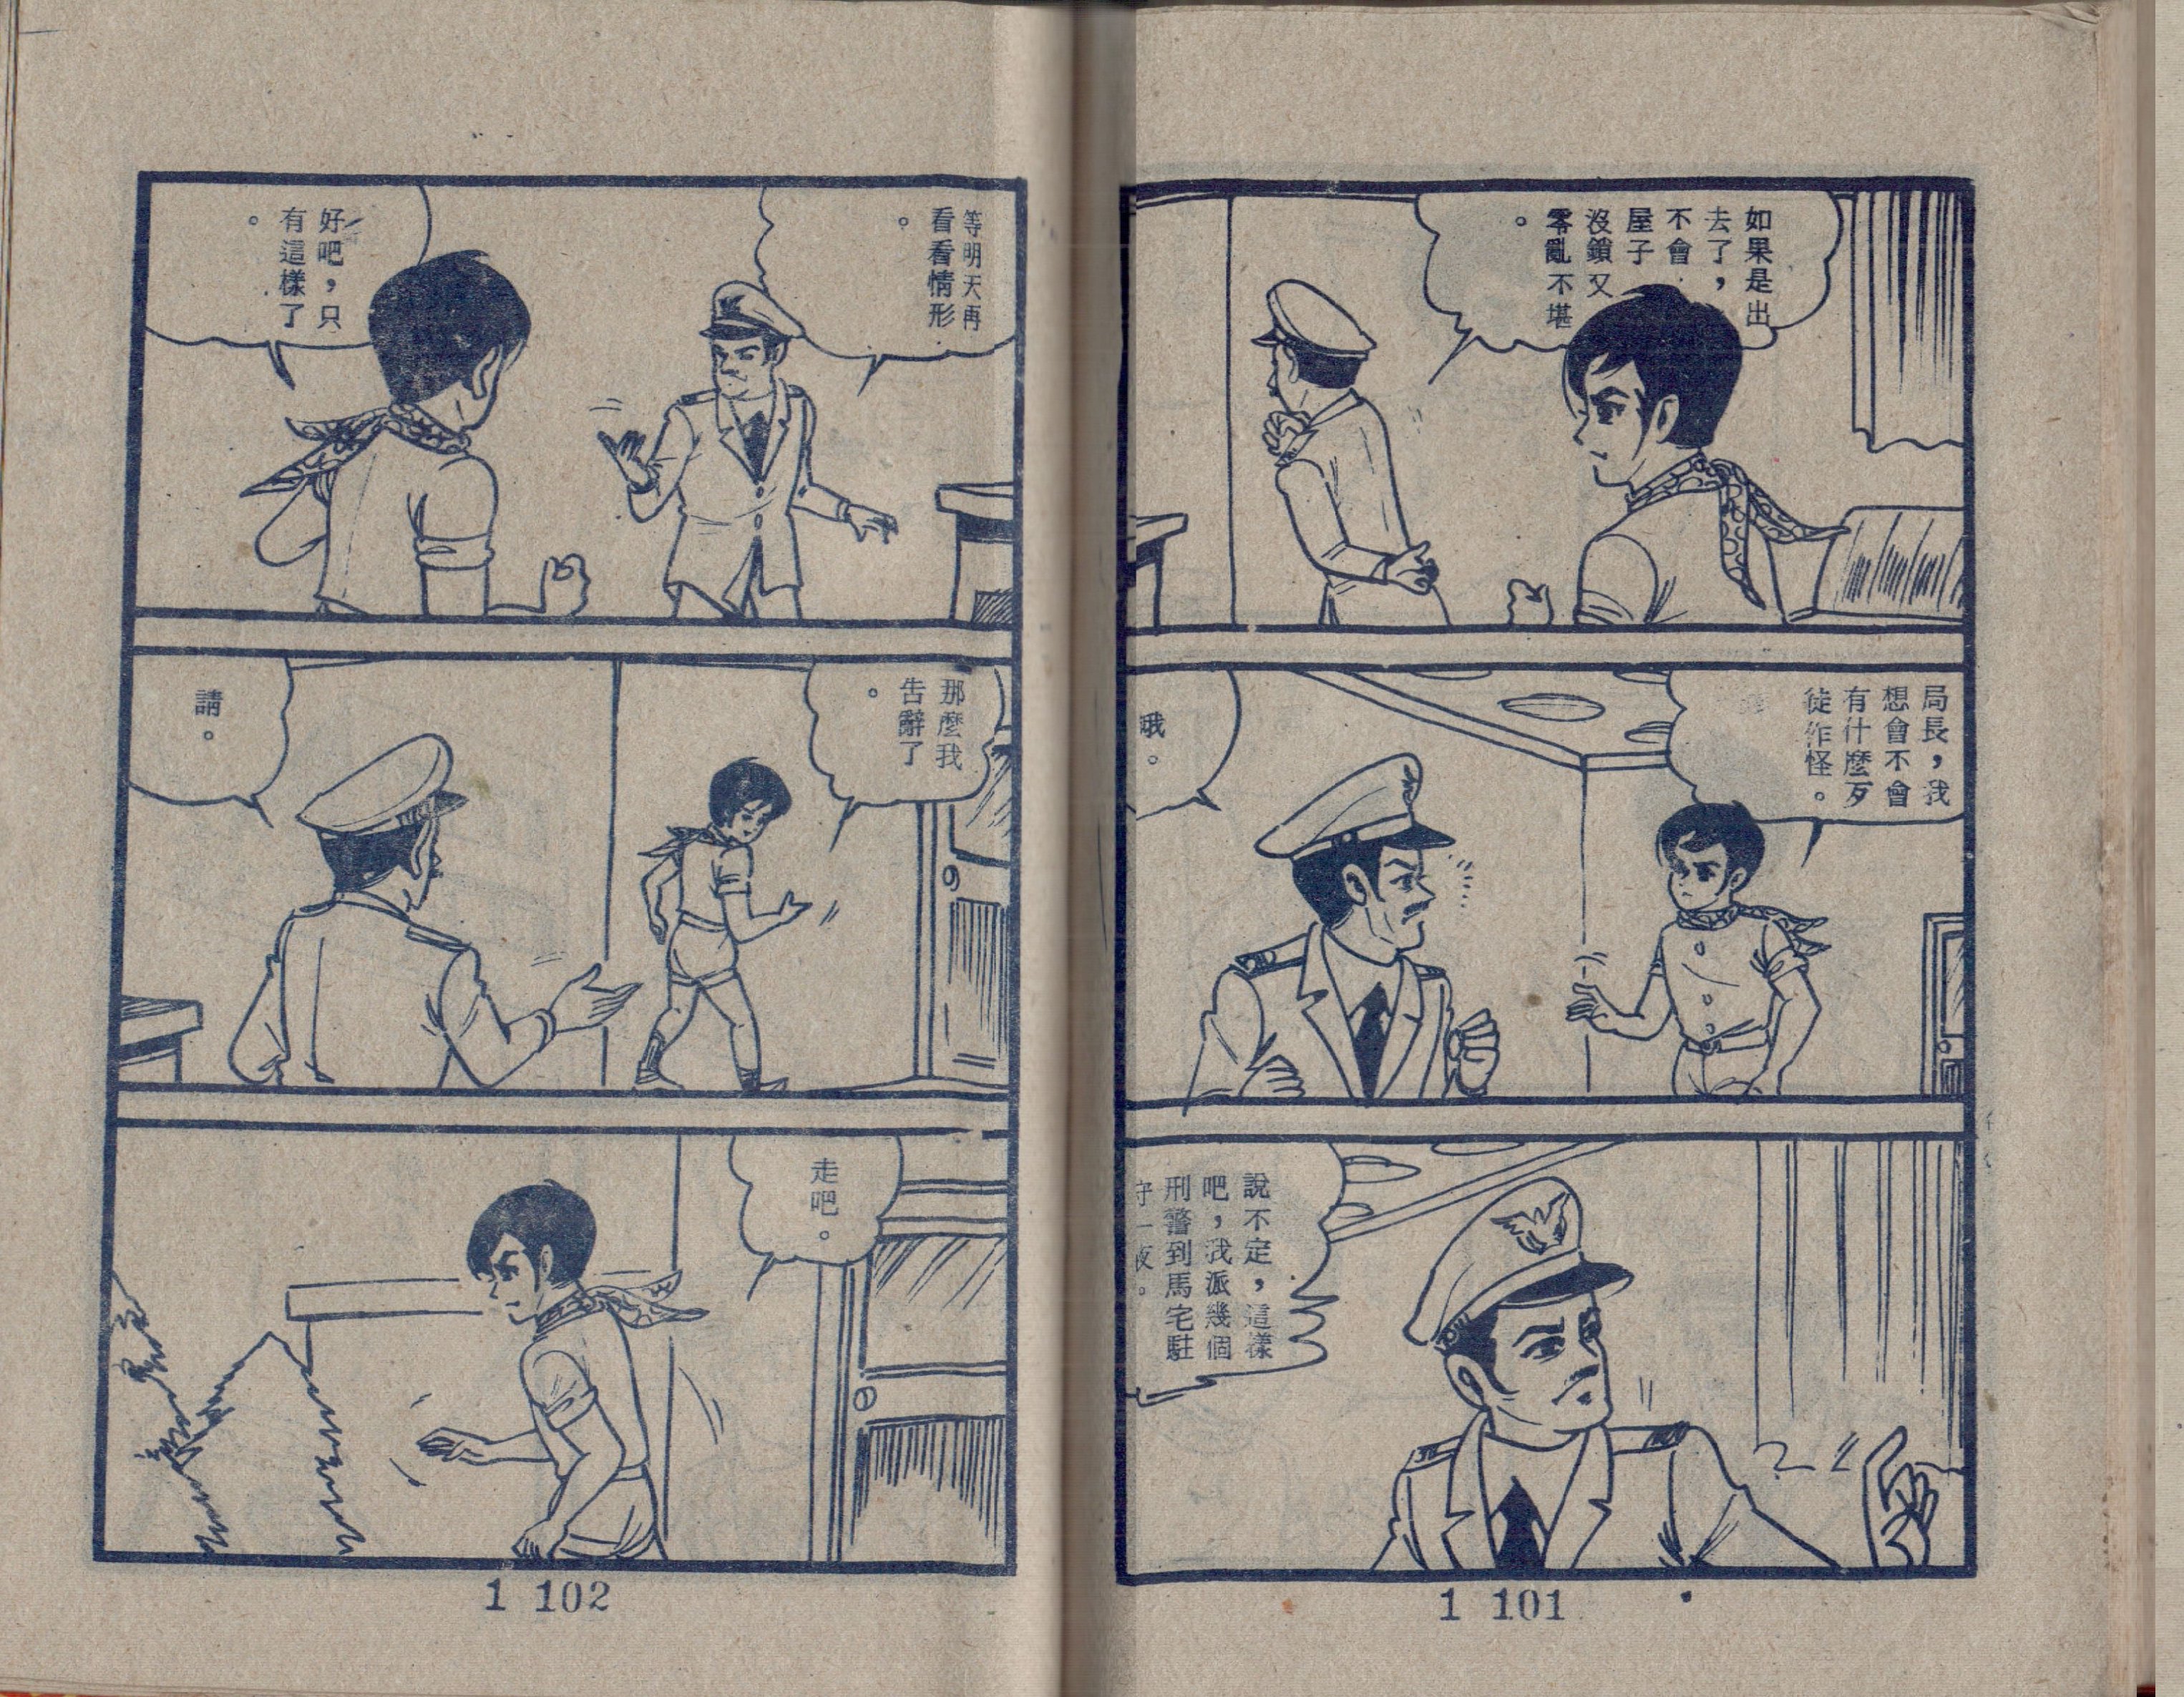 如果是出
去了，
不會
屋子
沒鎖又
零亂不堪
。
局長，我
想會不會
有什麼歹
徒作怪。
哦。
說不定，這樣
吧，我派幾個
刑警到馬宅駐
守一夜。
1 101
等明天再
看看情形
。
好吧，只
有這樣了
。
那麼我
告辭了
。
請。
走吧。
1 102